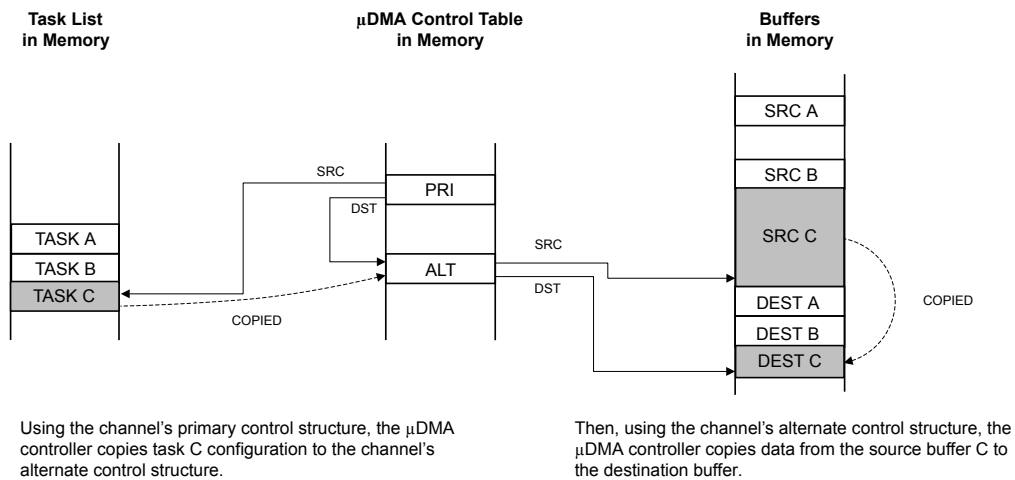 Task List
in Memory
µDMA Control Table
in Memory
Buffers
in Memory
SRC A
SRC B
SRC C
DEST A
DEST B
DEST C
SRC
PRI
DST
ALT
SRC
DST
TASK A
TASK B
TASK C
COPIED
COPIED
Using the channel's primary control structure, the µDMA
controller copies task C configuration to the channel's
alternate control structure.
Then, using the channel's alternate control structure, the
µDMA controller copies data from the source buffer C to
the destination buffer.